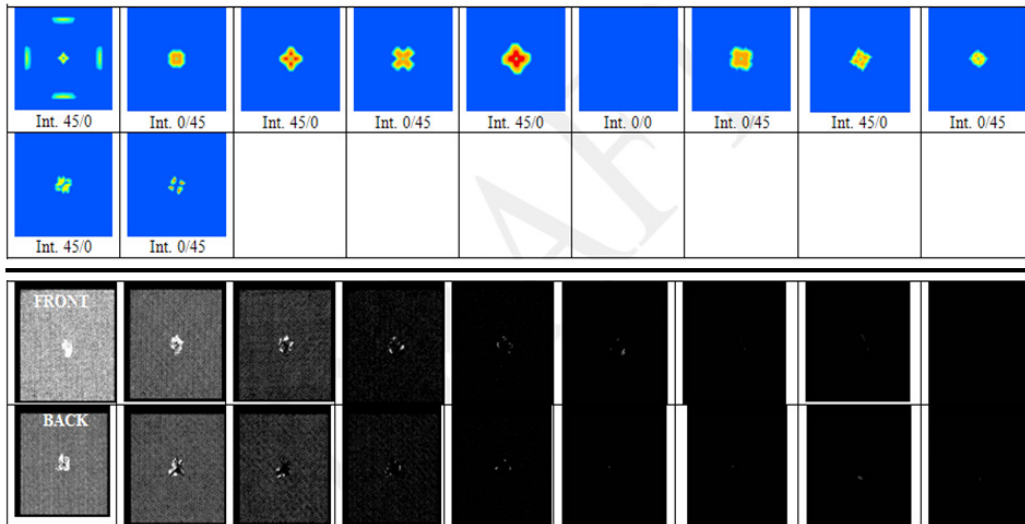 Int. 45/0 Int. 0/45 Int. 45/0 Int. 0/45 Int. 45/0 Int. 0/0 Int. 0/45 Int. 45/0 Int. 0/45
Int. 45/0 Int. 0/45
FRONT
BACK